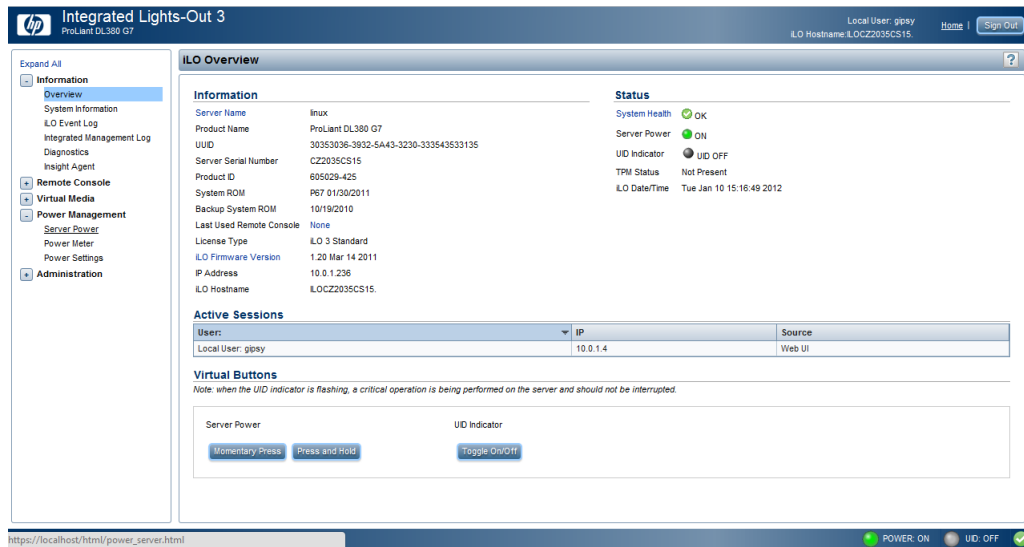 hp
Integrated Lights-Out 3
ProLiant DL380 G7
Local User: gipsy
iLO Hostname:ILOCZ2035CS15.
Home | Sign Out
Expand All
- Information
Overview
System Information
iLO Event Log
Integrated Management Log
Diagnostics
Insight Agent
+ Remote Console
+ Virtual Media
- Power Management
Server Power
Power Meter
Power Settings
+ Administration
iLO Overview ?
Information
Server Name linux
Product Name ProLiant DL380 G7
UUID 30353036-3932-5A43-3230-333543533135
Server Serial Number CZ2035CS15
Product ID 605029-425
System ROM P67 01/30/2011
Backup System ROM 10/19/2010
Last Used Remote Console None
License Type iLO 3 Standard
iLO Firmware Version 1.20 Mar 14 2011
IP Address 10.0.1.236
iLO Hostname ILOCZ2035CS15.
Status
System Health OK
Server Power ON
UID Indicator UID OFF
TPM Status Not Present
iLO Date/Time Tue Jan 10 15:16:49 2012
Active Sessions
User: IP Source
Local User: gipsy 10.0.1.4 Web UI
Virtual Buttons
Note: when the UID indicator is flashing, a critical operation is being performed on the server and should not be interrupted.
Server Power UID Indicator
Momentary Press Press and Hold Toggle On/Off
https://localhost/html/power_server.html
POWER: ON UID: OFF